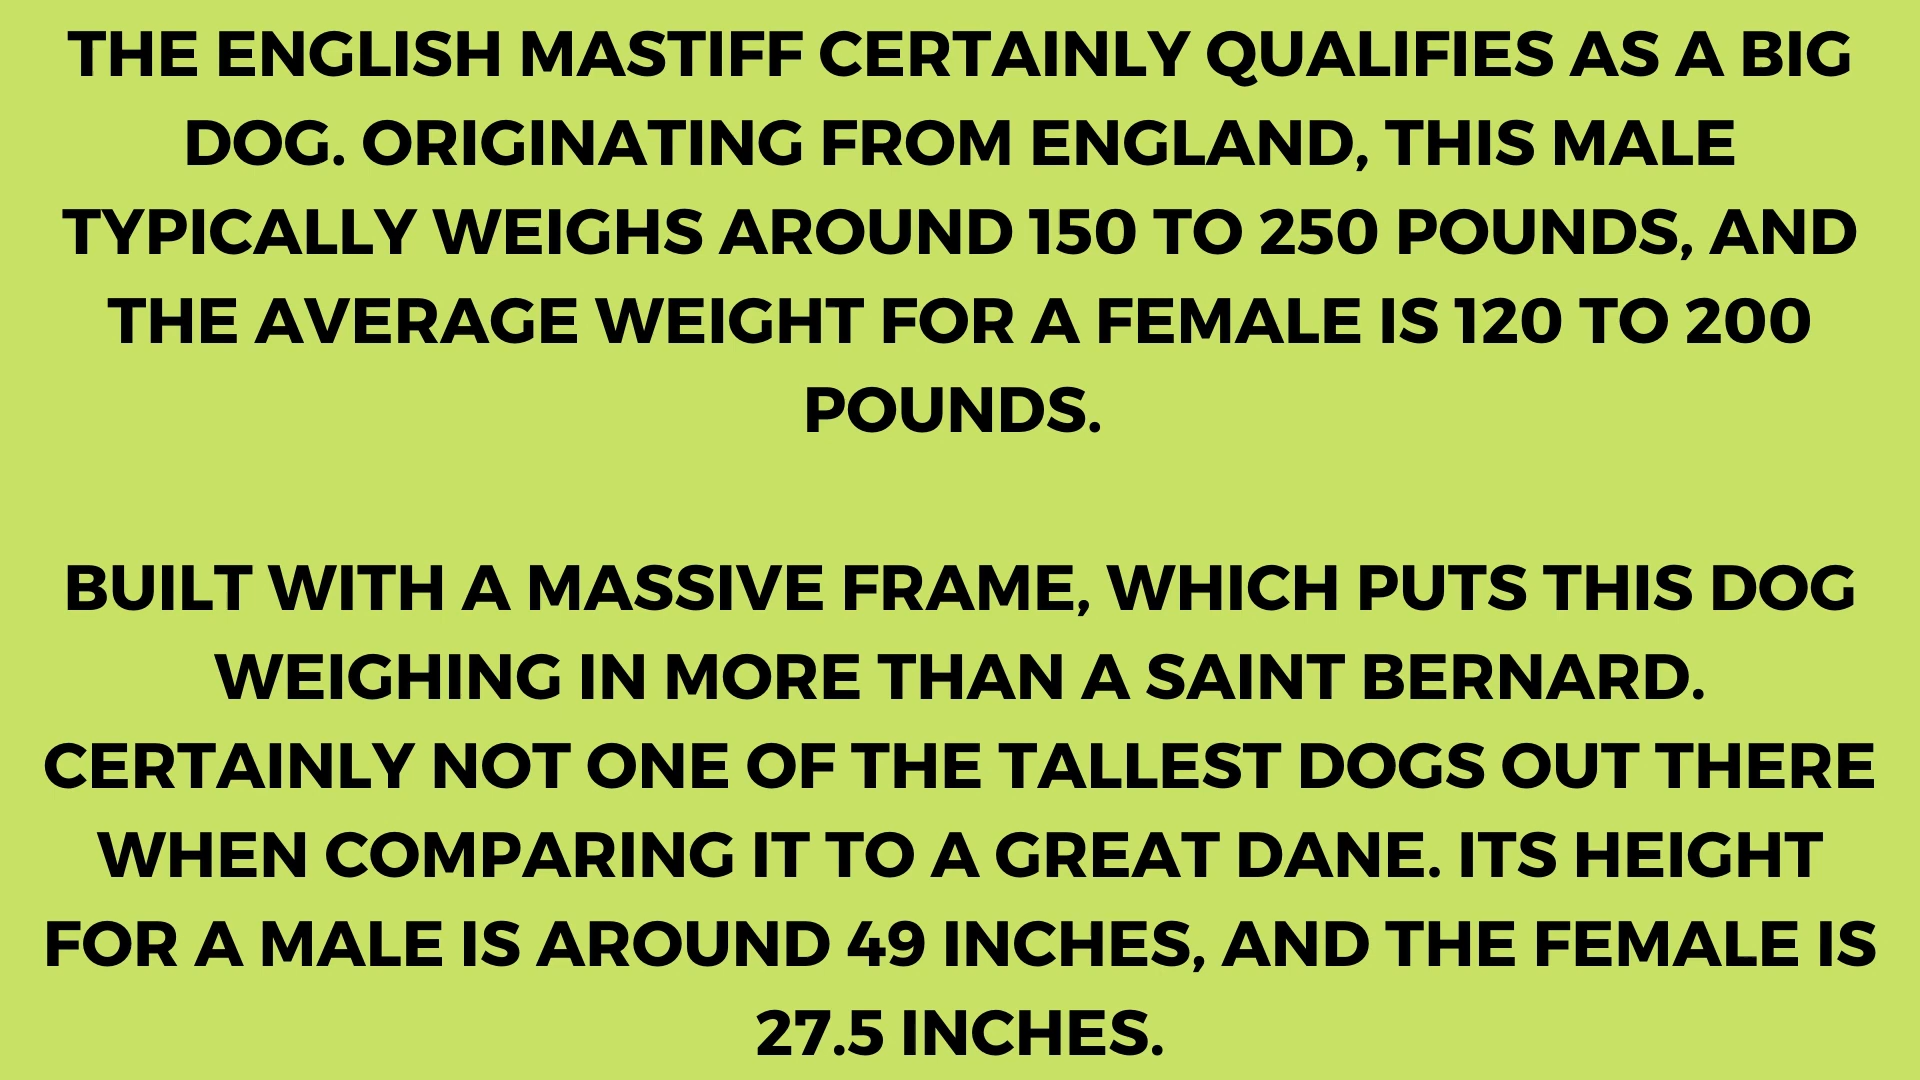 THE ENGLISH MASTIFF CERTAINLY QUALIFIES AS A BIG
DOG. ORIGINATING FROM ENGLAND, THIS MALE
TYPICALLY WEIGHS AROUND 150 TO 250 POUNDS, AND
THE AVERAGE WEIGHT FOR A FEMALE IS 120 TO 200
POUNDS.
BUILT WITH A MASSIVE FRAME, WHICH PUTS THIS DOG
WEIGHING IN MORE THAN A SAINT BERNARD.
CERTAINLY NOT ONE OF THE TALLEST DOGS OUT THERE
WHEN COMPARING IT TO A GREAT DANE. ITS HEIGHT
FOR A MALE IS AROUND 49 INCHES, AND THE FEMALE IS
27.5 INCHES.